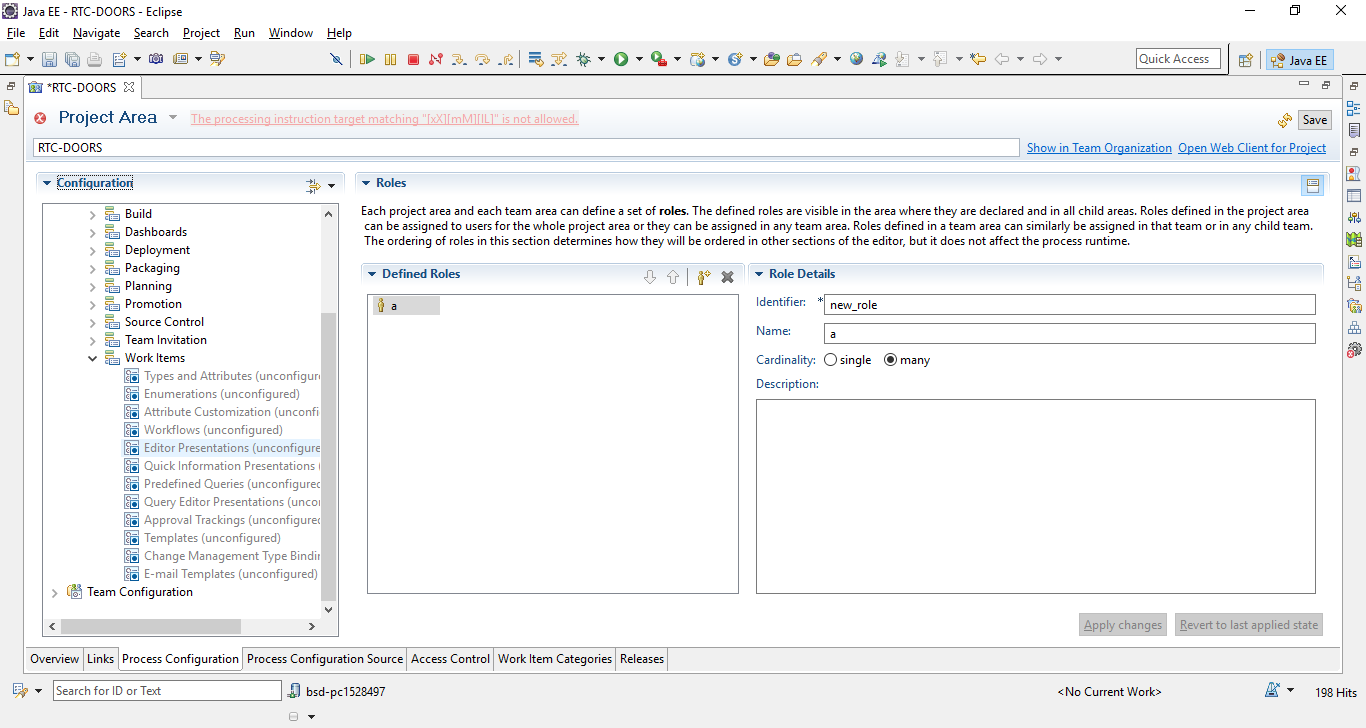 Java EE - RTC-DOORS - Eclipse
File Edit Navigate Search Project Run Window Help
Quick Access
Java EE
*RTC-DOORS
Project Area
The processing instruction target matching "[xX][mM][lL]" is not allowed.
Save
RTC-DOORS
Show in Team Organization Open Web Client for Project
Configuration
Build
Dashboards
Deployment
Packaging
Planning
Promotion
Source Control
Team Invitation
Work Items
Types and Attributes (unconfigur
Enumerations (unconfigured)
Attribute Customization (unconfi
Workflows (unconfigured)
Editor Presentations (unconfigure
Quick Information Presentations (
Predefined Queries (unconfigured
Query Editor Presentations (uncon
Approval Trackings (unconfigured
Templates (unconfigured)
Change Management Type Bindin
E-mail Templates (unconfigured)
Team Configuration
Roles
Each project area and each team area can define a set of roles. The defined roles are visible in the area where they are declared and in all child areas. Roles defined in the project area
can be assigned to users for the whole project area or they can be assigned in any team area. Roles defined in a team area can similarly be assigned in that team or in any child team.
The ordering of roles in this section determines how they will be ordered in other sections of the editor, but it does not affect the process runtime.
Defined Roles
a
Role Details
Identifier: * new_role
Name: a
Cardinality: single many
Description:
Apply changes Revert to last applied state
Overview Links Process Configuration Process Configuration Source Access Control Work Item Categories Releases
Search for ID or Text
bsd-pc1528497
<No Current Work>
198 Hits